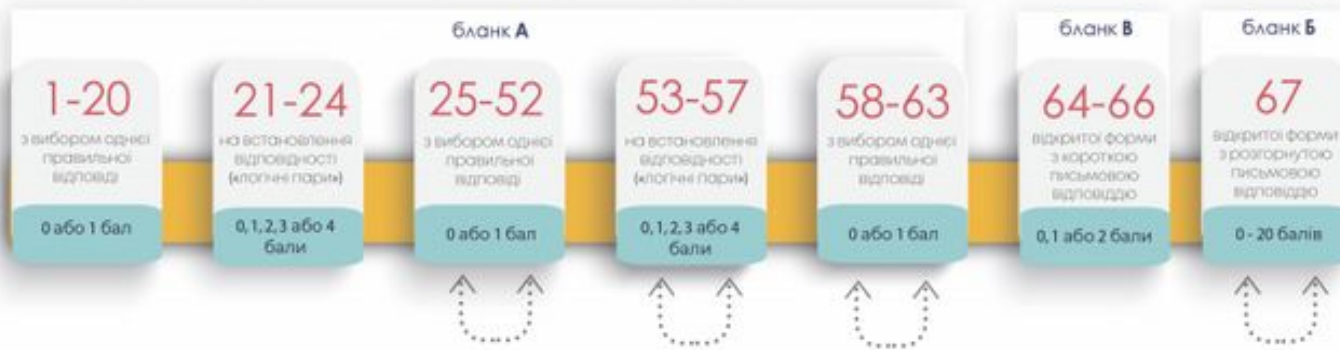 бланк А
бланк В
бланк Б
1-20
з вибором однієї
правильної
відповіді
0 або 1 бал
21-24
на встановлення
відповідності
(«логічні пари»)
0, 1, 2, 3 або 4
бали
25-52
з вибором однієї
правильної
відповіді
0 або 1 бал
53-57
на встановлення
відповідності
(«логічні пари»)
0, 1, 2, 3 або 4
бали
58-63
з вибором однієї
правильної
відповіді
0 або 1 бал
64-66
відкритої форми
з короткою
письмовою
відповіддю
0, 1 або 2 бали
67
відкритої форми
з розгорнутою
письмовою
відповіддю
0 - 20 балів